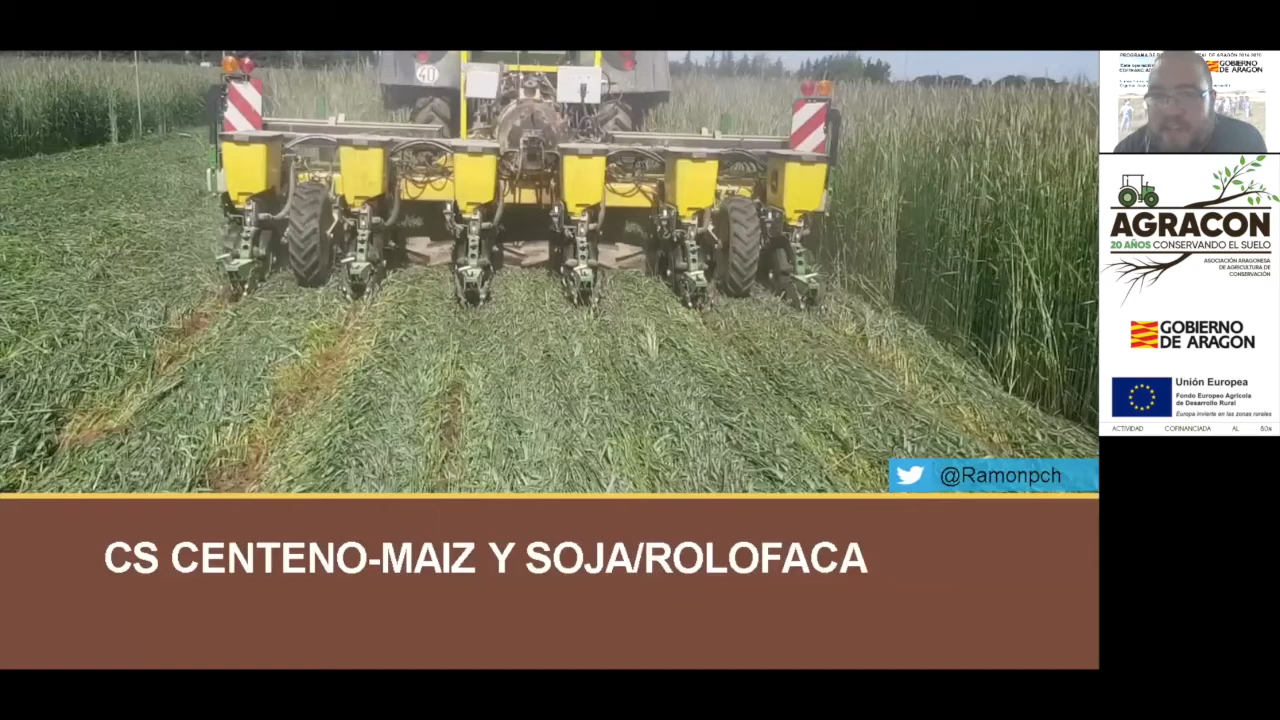 40
@Ramonpch
CS CENTENO-MAIZ Y SOJA/ROLOFACA
GOBIERNO
DE ARAGON
AGRACON
20 AÑOS CONSERVANDO EL SUELO
ASOCIACIÓN ARAGONESA
DE AGRICULTURA DE
CONSERVACIÓN
GOBIERNO
DE ARAGON
Unión Europea
Fondo Europeo Agrícola
de Desarrollo Rural
Europa invierte en las zonas rurales
ACTIVIDAD COFINANCIADA AL 80%